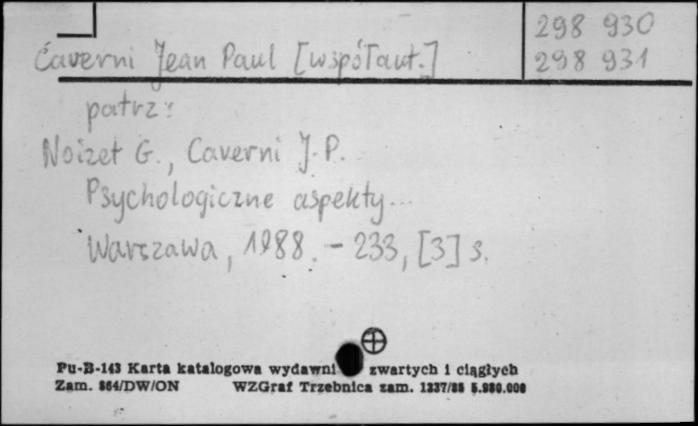 298 930
Caverni Jean Paul [współaut.]
298 931
patrz:
Noizet G., Caverni J.P.
Psychologiczne aspekty...
Warszawa, 1988. - 233, [3] s.
Pu-B-143 Karta katalogowa wydawni zwartych i ciągłych
Zam. 864/DW/ON WZGraf Trzebnica zam. 1337/88 5.980.000